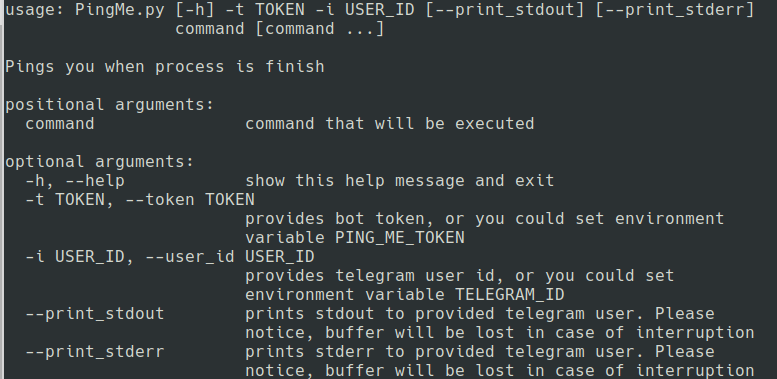 usage: PingMe.py [-h] -t TOKEN -i USER_ID [--print_stdout] [--print_stderr]
command [command ...]
Pings you when process is finish
positional arguments:
command command that will be executed
optional arguments:
-h, --help show this help message and exit
-t TOKEN, --token TOKEN
provides bot token, or you could set environment
variable PING_ME_TOKEN
-i USER_ID, --user_id USER_ID
provides telegram user id, or you could set
environment variable TELEGRAM_ID
--print_stdout prints stdout to provided telegram user. Please
notice, buffer will be lost in case of interruption
--print_stderr prints stderr to provided telegram user. Please
notice, buffer will be lost in case of interruption